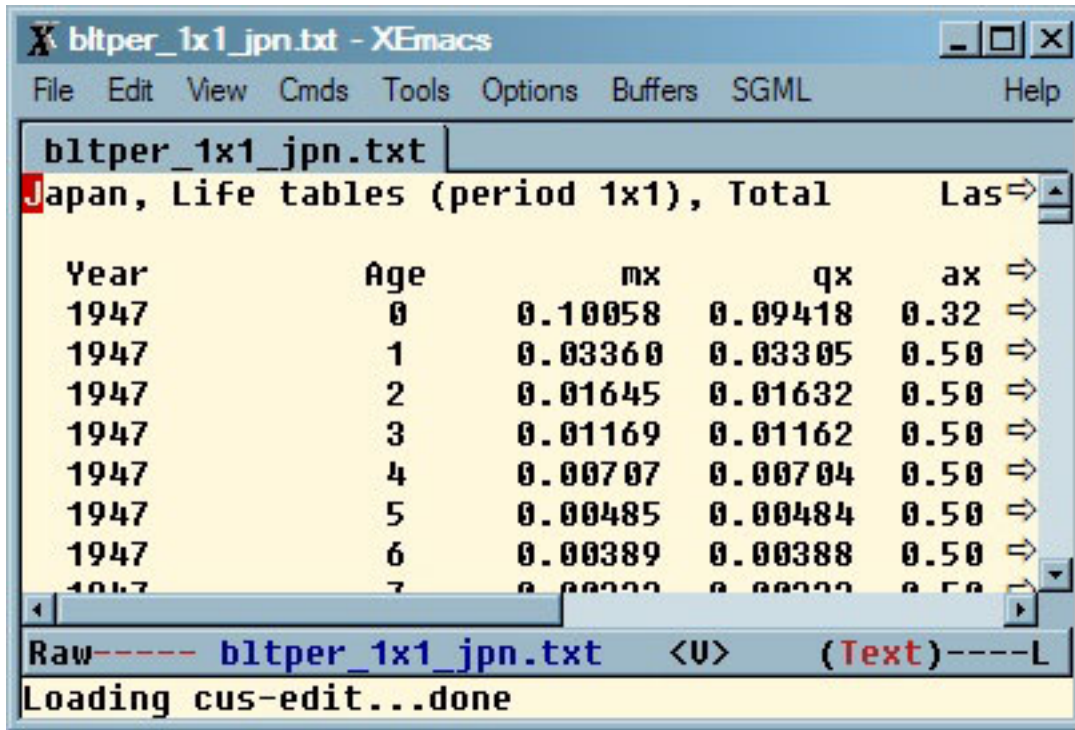 bltper_1x1_jpn.txt - XEmacs
File Edit View Cmds Tools Options Buffers SGML Help
bltper_1x1_jpn.txt
Japan, Life tables (period 1x1), Total Las
Year Age mx qx ax
1947 0 0.10058 0.09418 0.32
1947 1 0.03360 0.03305 0.50
1947 2 0.01645 0.01632 0.50
1947 3 0.01169 0.01162 0.50
1947 4 0.00707 0.00704 0.50
1947 5 0.00485 0.00484 0.50
1947 6 0.00389 0.00388 0.50
1947 7
Raw----- bltper_1x1_jpn.txt <U> (Text)----L
Loading cus-edit...done